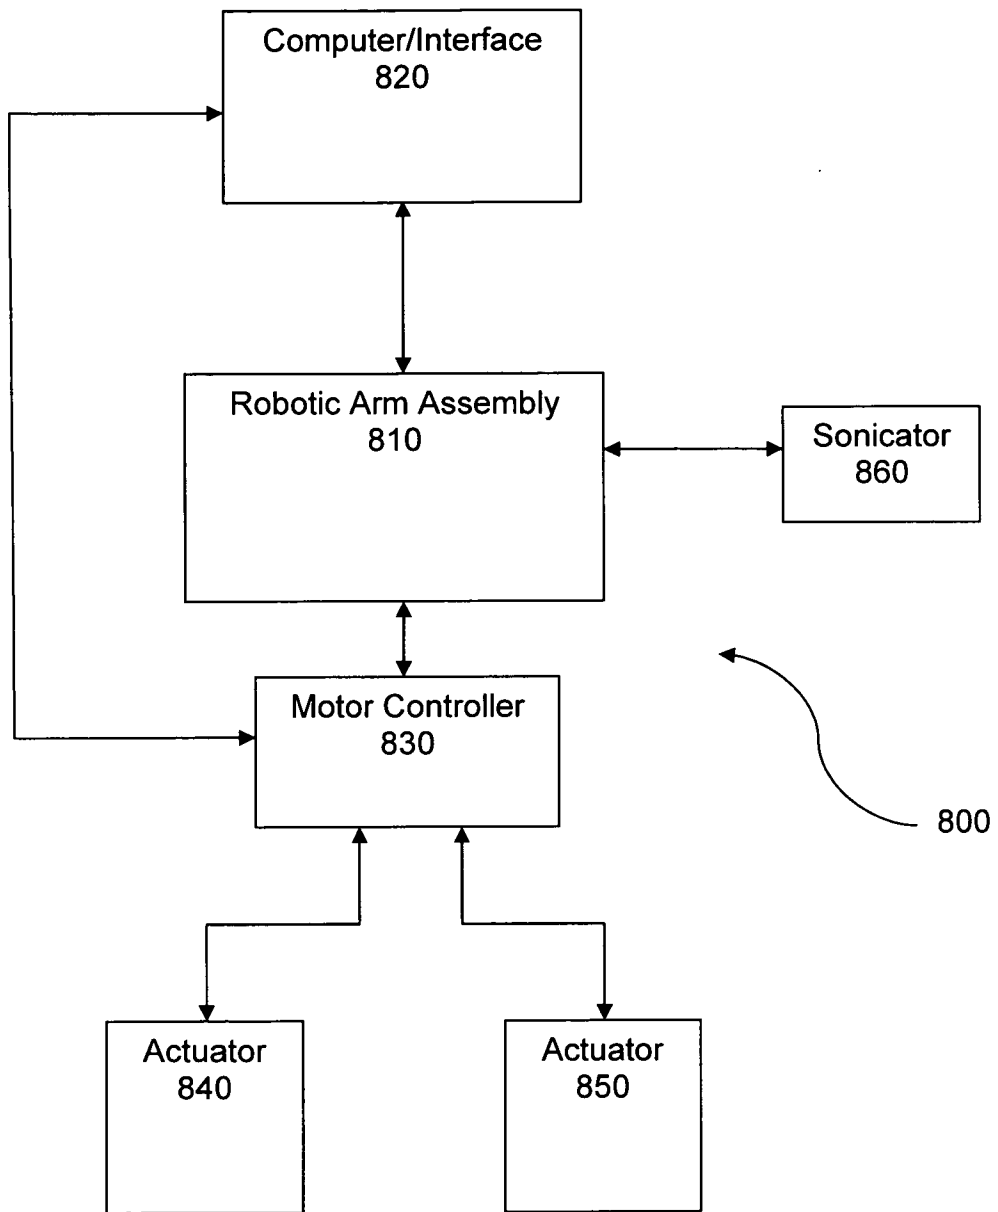 Computer/Interface
820
Robotic Arm Assembly
810
Sonicator
860
Motor Controller
830
800
Actuator
840
Actuator
850